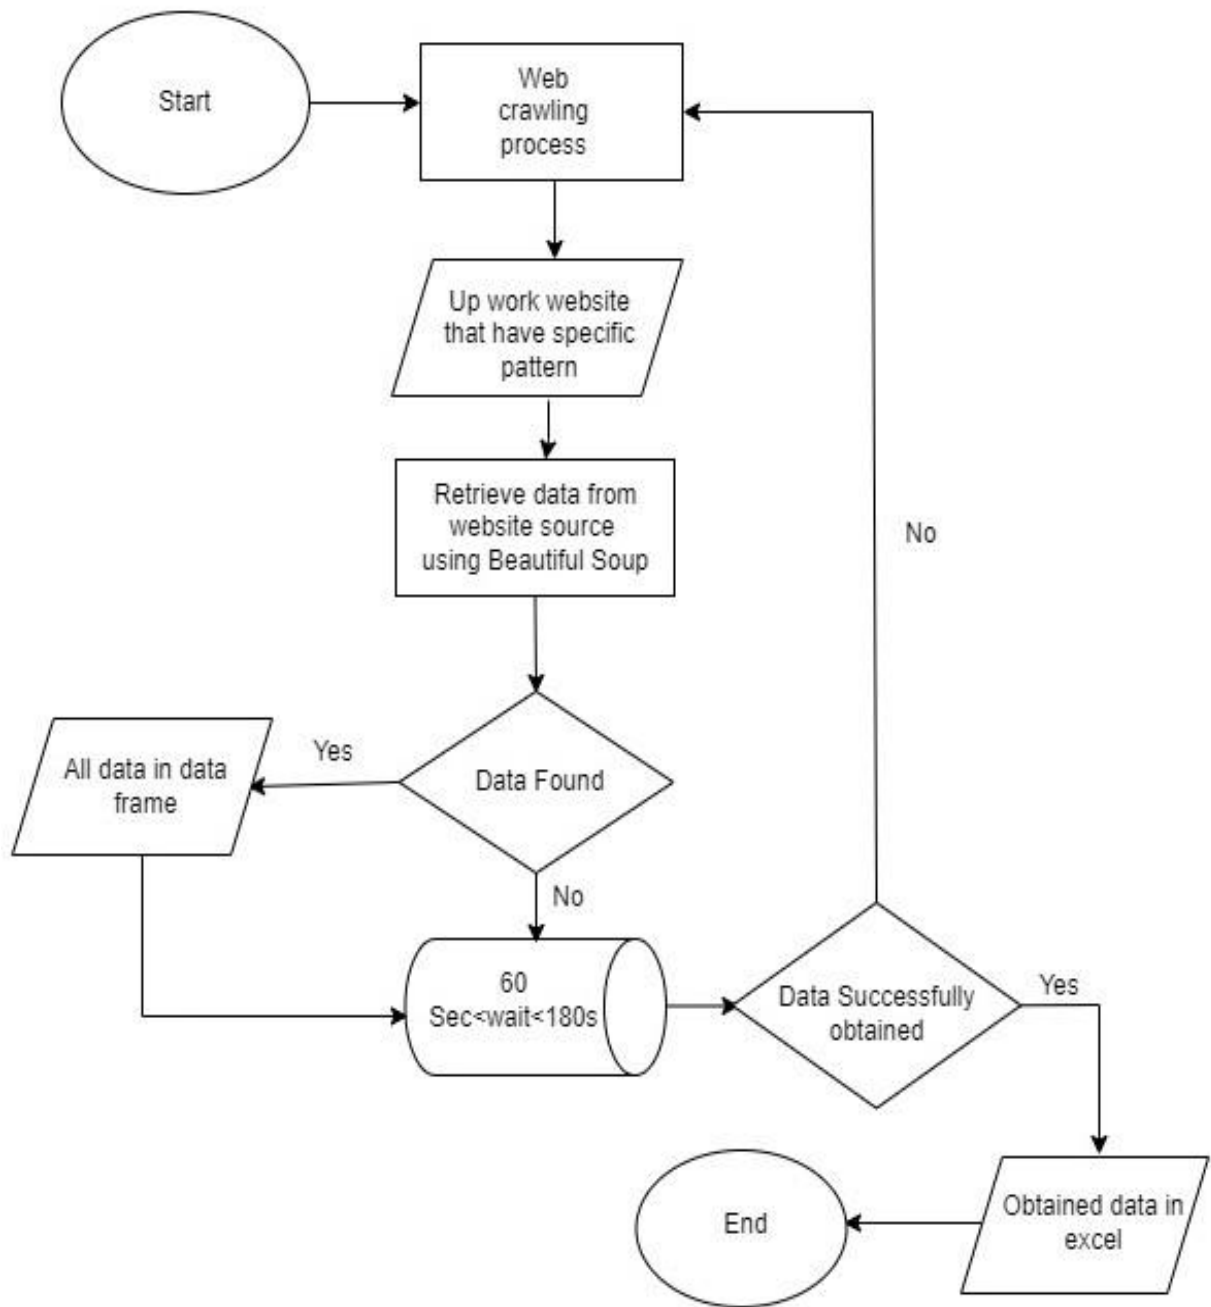 Start
Web
crawling
process
Up work website
that have specific
pattern
Retrieve data from
website source
using Beautiful Soup
No
Data Found
Yes
All data in data
frame
No
60
Sec<wait<180s
Data Successfully
obtained
Yes
Obtained data in
excel
End